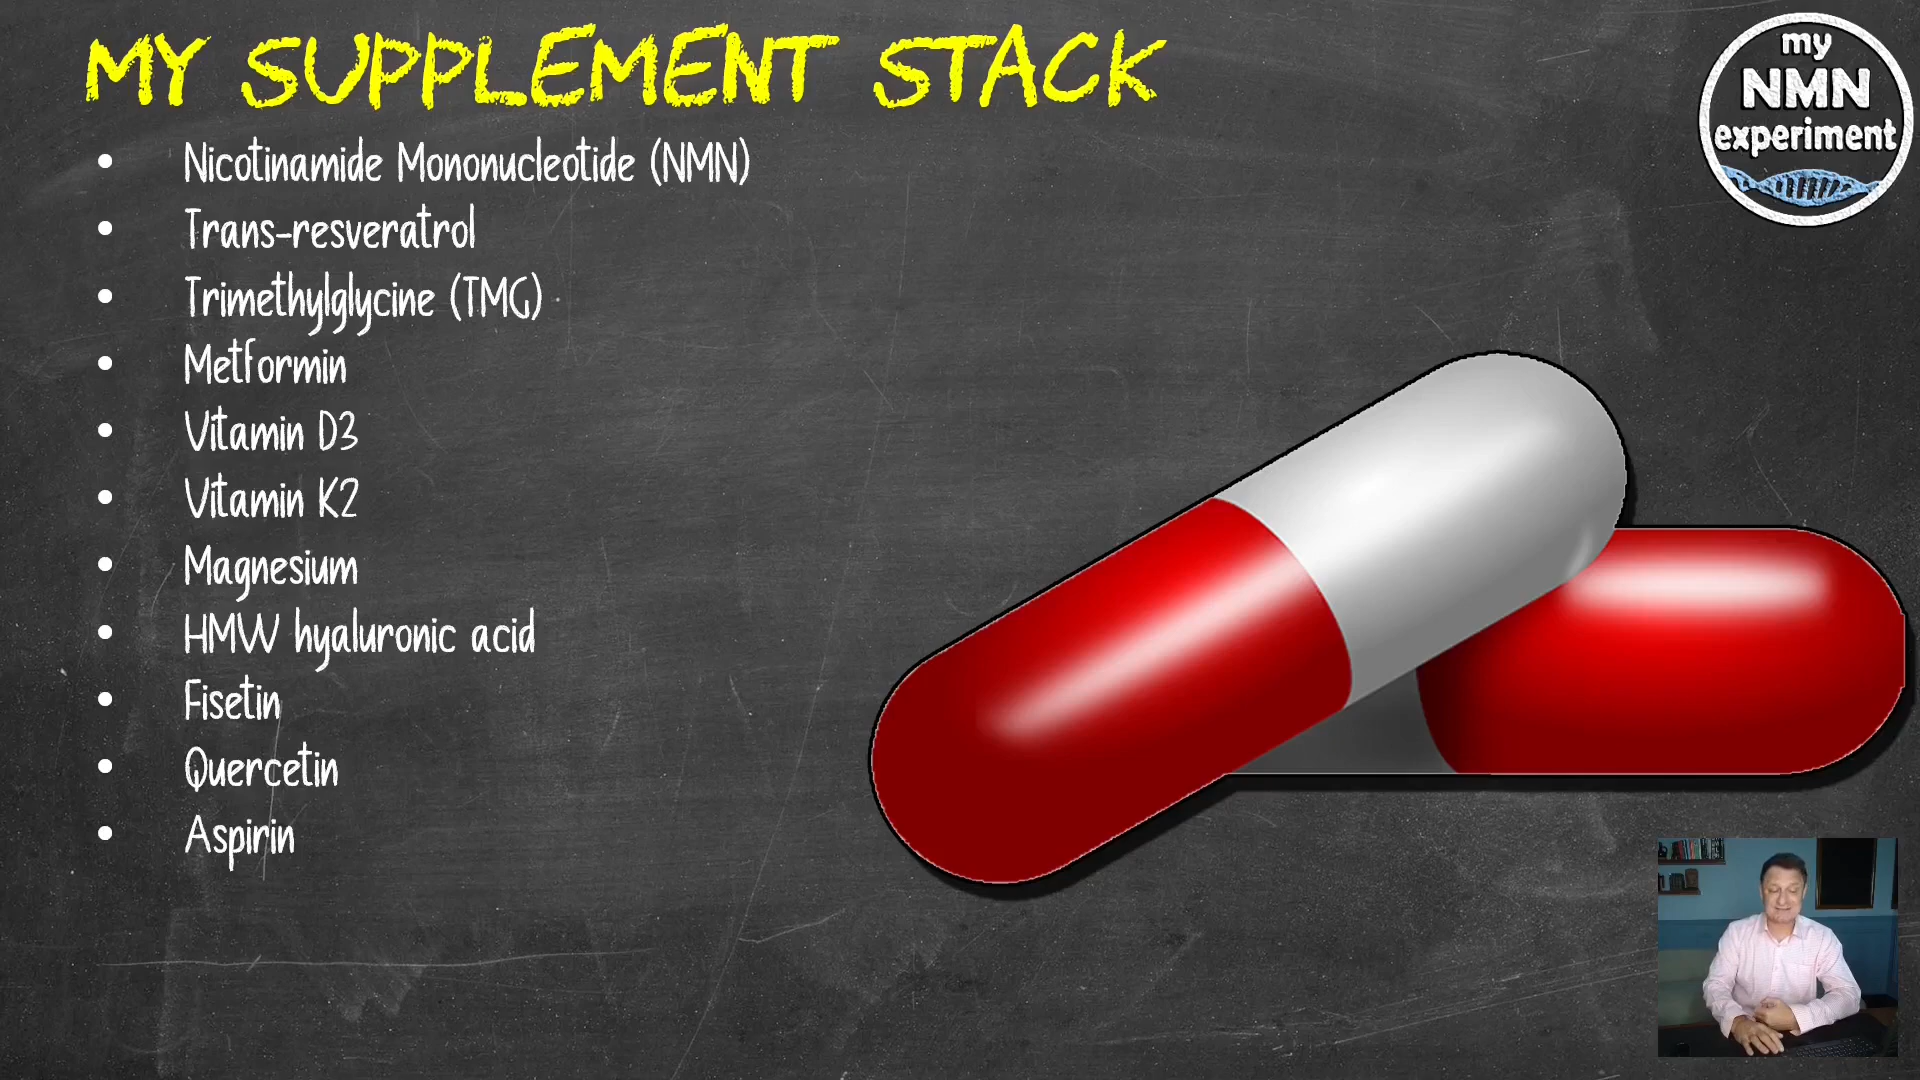 MY SUPPLEMENT STACK
my
NMN
experiment
• Nicotinamide Mononucleotide (NMN)
• Trans-resveratrol
• Trimethylglycine (TMG)
• Metformin
• Vitamin D3
• Vitamin K2
• Magnesium
• HMW hyaluronic acid
• Fisetin
• Quercetin
• Aspirin